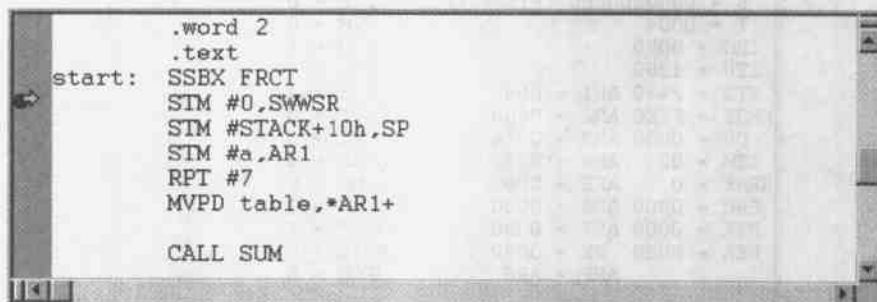 .word 2
.text
start: SSBX FRCT
STM #0,SWWSR
STM #STACK+10h,SP
STM #a,AR1
RPT #7
MVPD table,*AR1+
CALL SUM